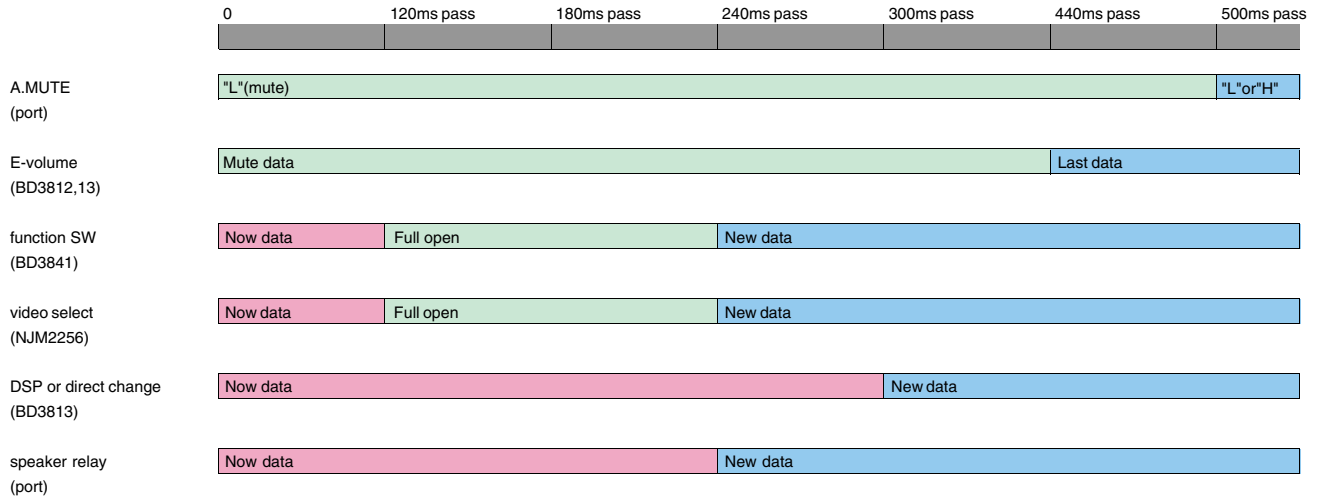 0 120ms pass 180ms pass 240ms pass 300ms pass 440ms pass 500ms pass
A.MUTE "L"(mute) "L"or"H"
(port)
E-volume Mute data Last data
(BD3812,13)
function SW Now data Full open New data
(BD3841)
video select Now data Full open New data
(NJM2256)
DSP or direct change Now data New data
(BD3813)
speaker relay Now data New data
(port)